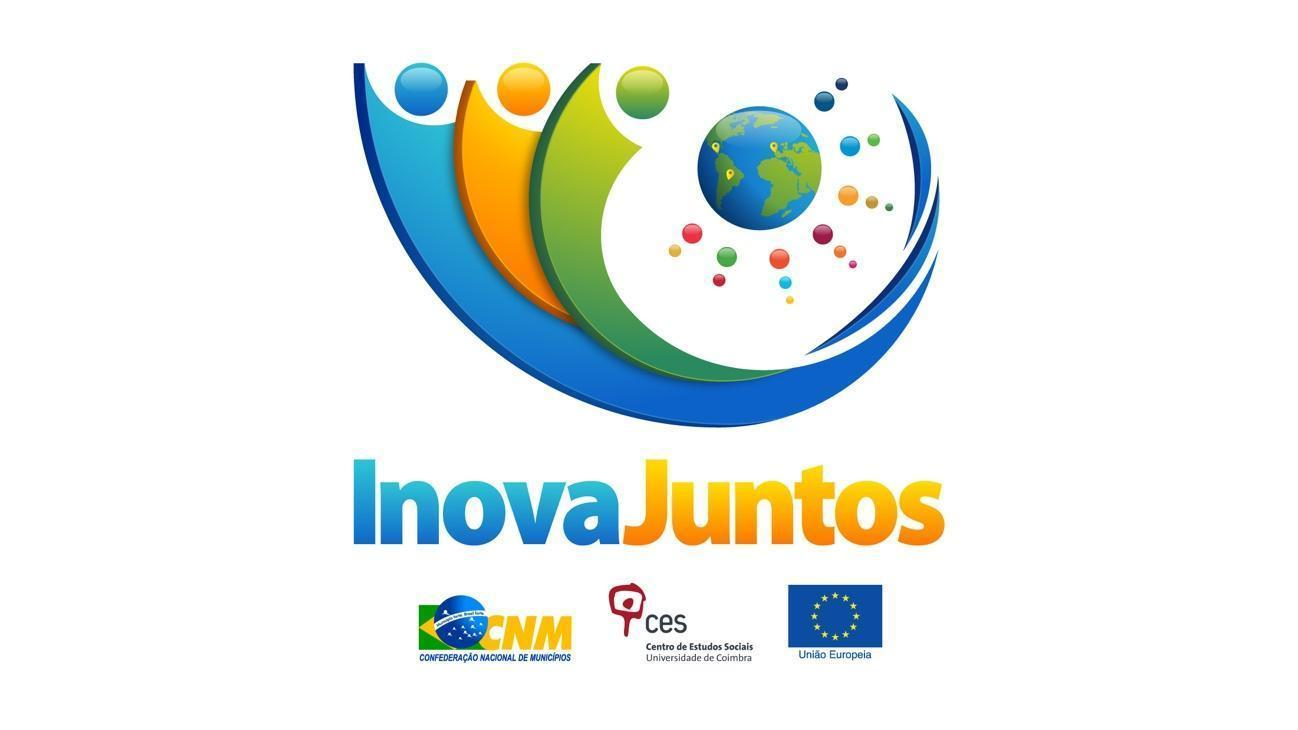 InovaJuntos
CNM
CONFEDERAÇÃO NACIONAL DE MUNICÍPIOS
ces
Centro de Estudos Sociais
Universidade de Coimbra
União Europeia